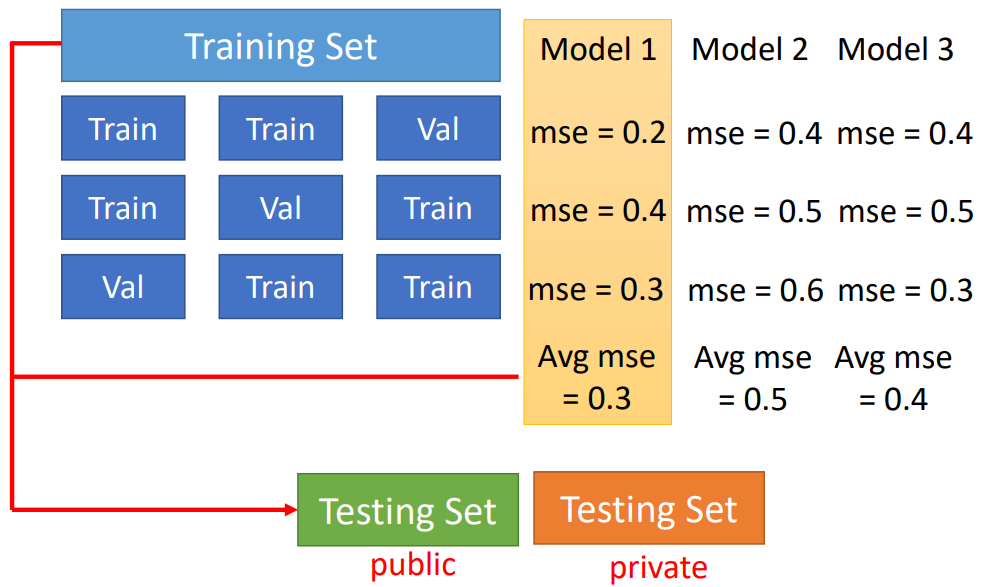 Training Set
Model 1 Model 2 Model 3
Train Train Val
mse = 0.2 mse = 0.4 mse = 0.4
Train Val Train
mse = 0.4 mse = 0.5 mse = 0.5
Val Train Train
mse = 0.3 mse = 0.6 mse = 0.3
Avg mse Avg mse Avg mse
= 0.3 = 0.5 = 0.4
Testing Set Testing Set
public private